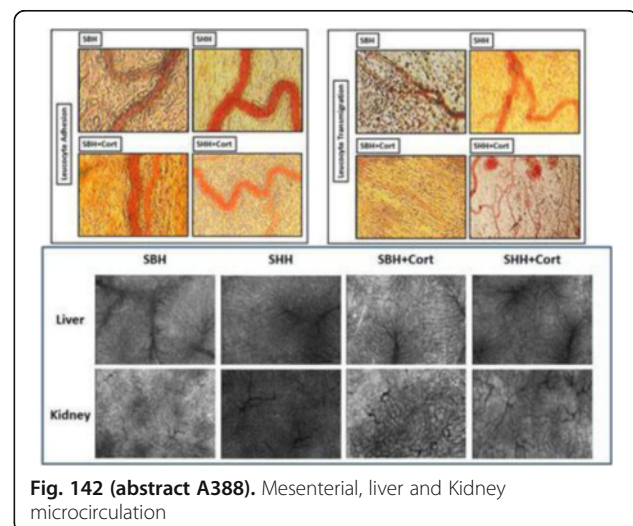 SBH
SHH
Leucocyte Adhesion
SBH+Cort
SHH+Cort
SBH
SHH
Leucocyte Transmigration
SBH+Cort
SHH+Cort
SBH SHH SBH+Cort SHH+Cort
Liver
Kidney
Fig. 142 (abstract A388). Mesenterial, liver and Kidney
microcirculation